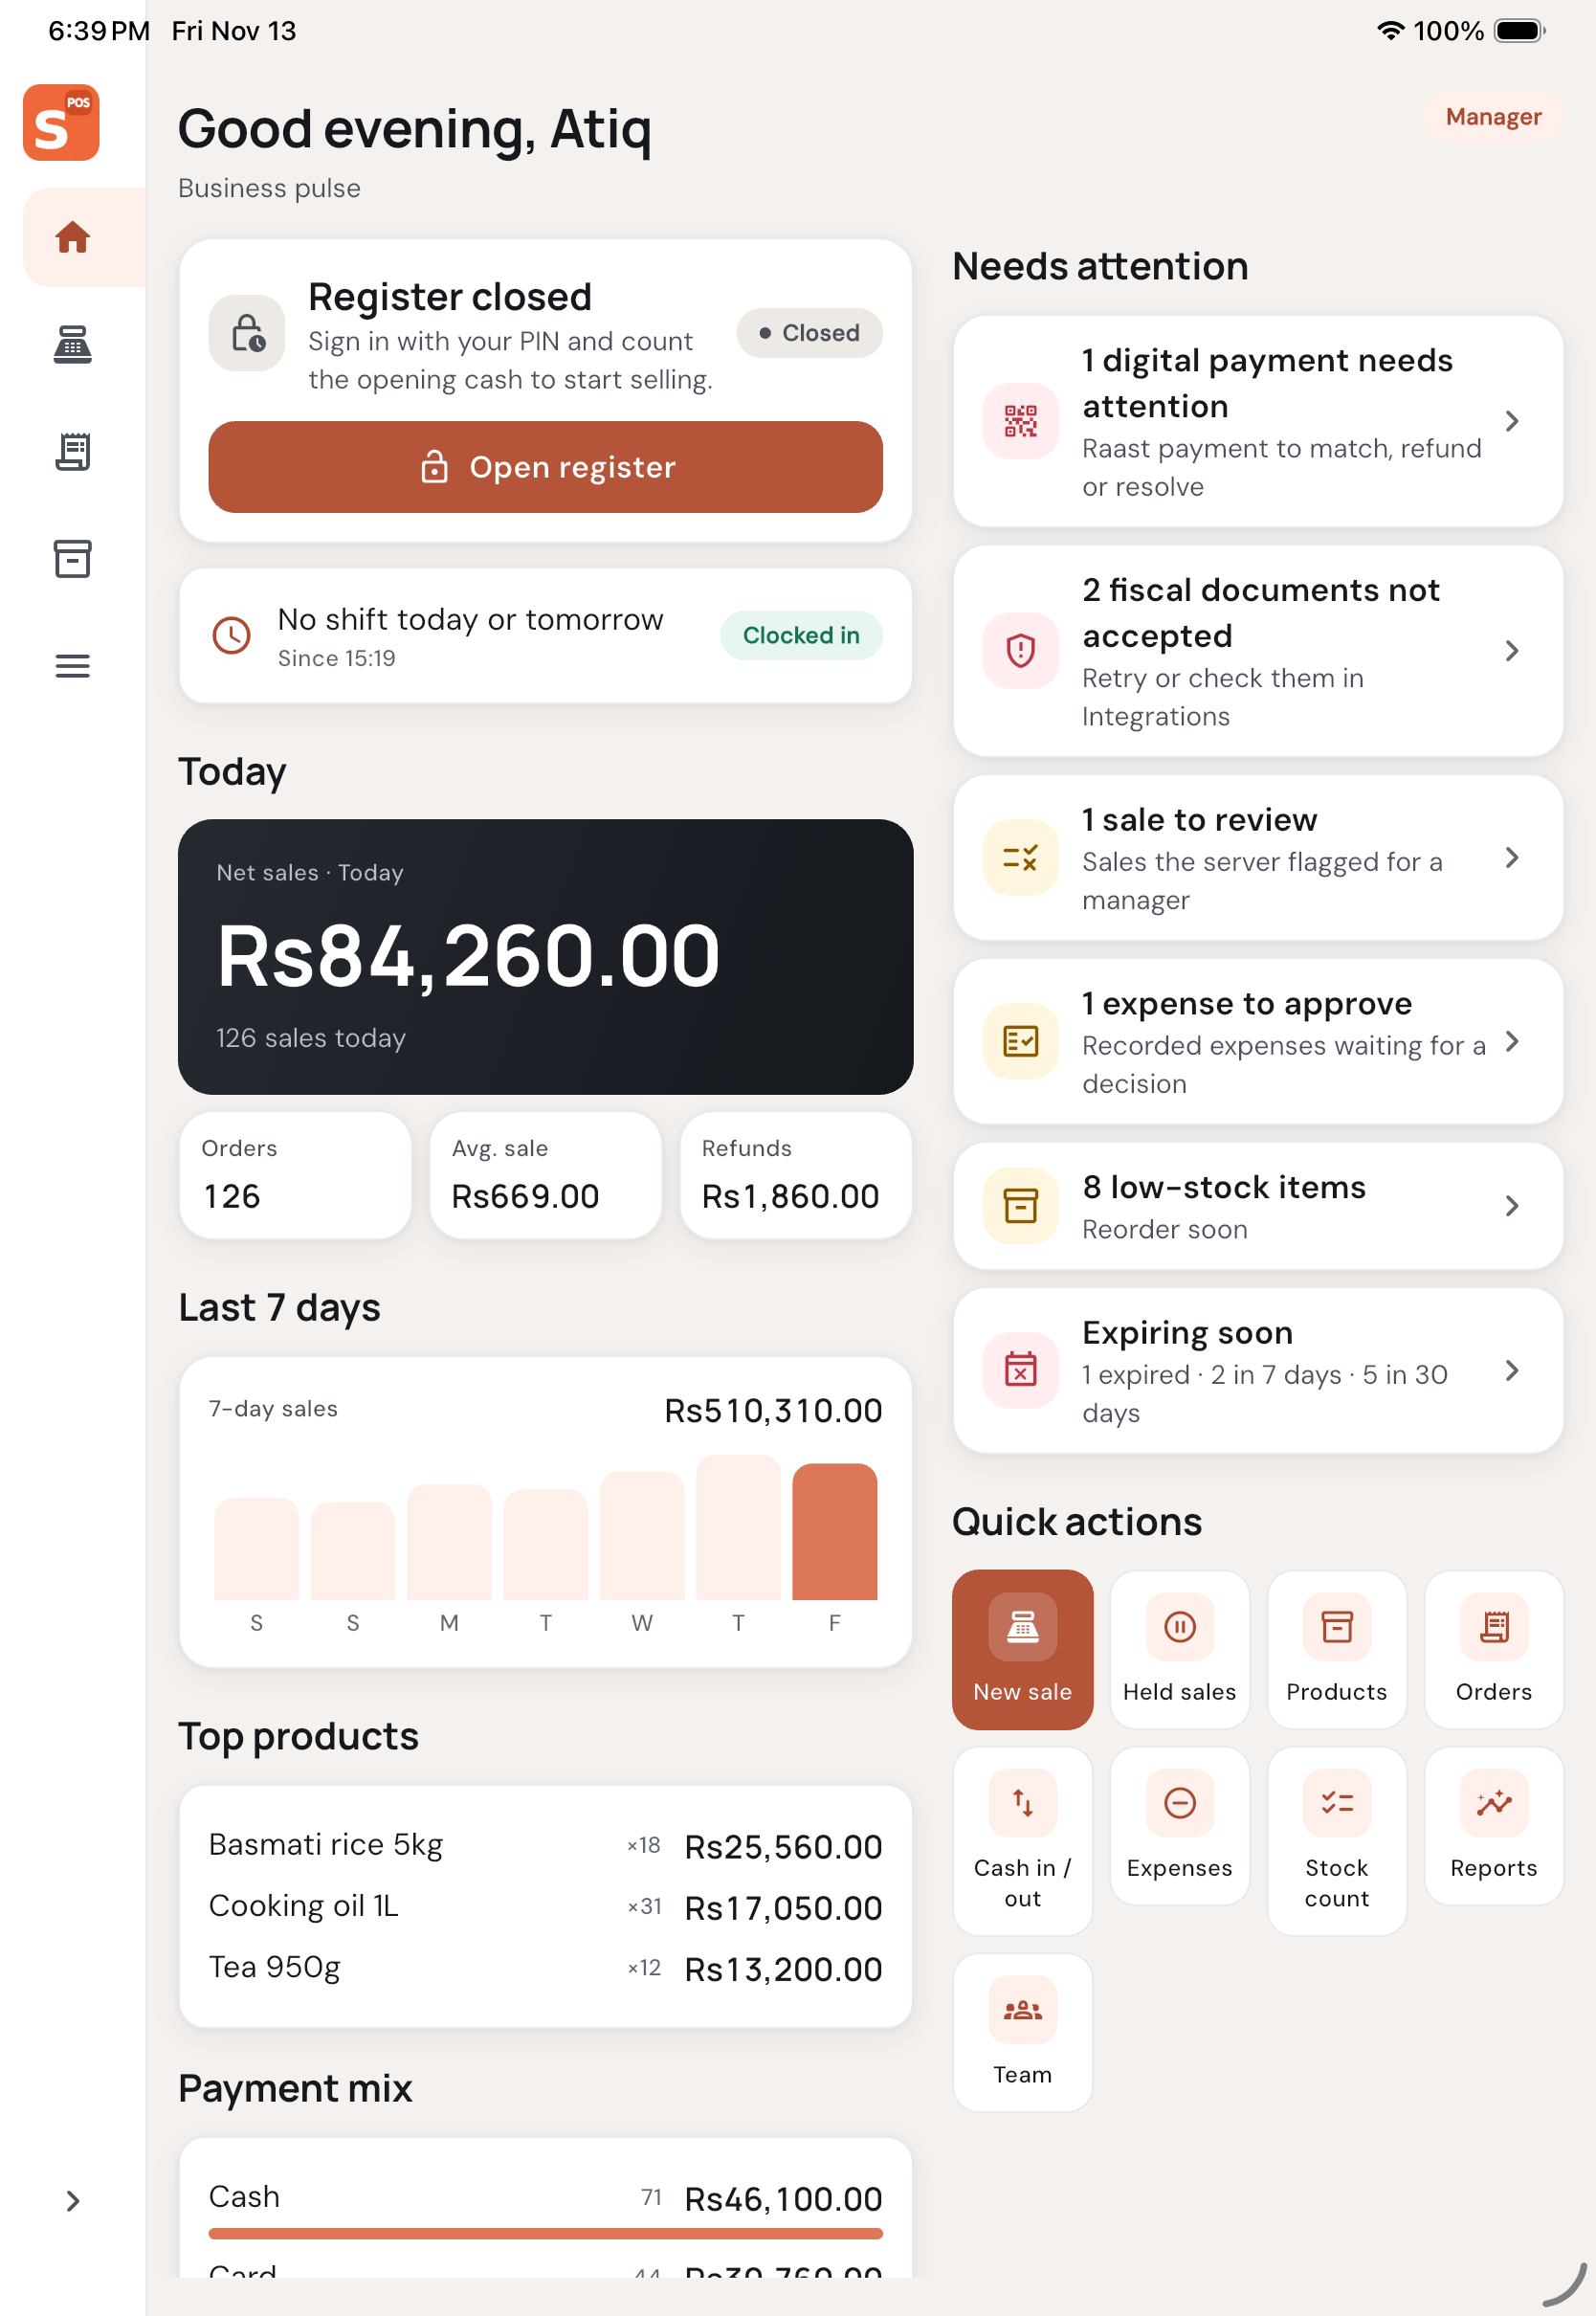 6:39 PM Fri Nov 13
100%
S POS
Good evening, Atiq
Manager
Business pulse
Register closed
Sign in with your PIN and count
the opening cash to start selling.
Closed
Open register
No shift today or tomorrow
Since 15:19
Clocked in
Today
Net sales · Today
Rs84,260.00
126 sales today
Orders
126
Avg. sale
Rs669.00
Refunds
Rs1,860.00
Last 7 days
7-day sales
Rs510,310.00
S S M T W T F
Top products
Basmati rice 5kg ×18 Rs25,560.00
Cooking oil 1L ×31 Rs17,050.00
Tea 950g ×12 Rs13,200.00
Payment mix
Cash 71 Rs46,100.00
Card 44 Rs30,760.00
Needs attention
1 digital payment needs
attention
Raast payment to match, refund
or resolve
2 fiscal documents not
accepted
Retry or check them in
Integrations
1 sale to review
Sales the server flagged for a
manager
1 expense to approve
Recorded expenses waiting for a
decision
8 low-stock items
Reorder soon
Expiring soon
1 expired · 2 in 7 days · 5 in 30
days
Quick actions
New sale
Held sales
Products
Orders
Cash in /
out
Expenses
Stock
count
Reports
Team